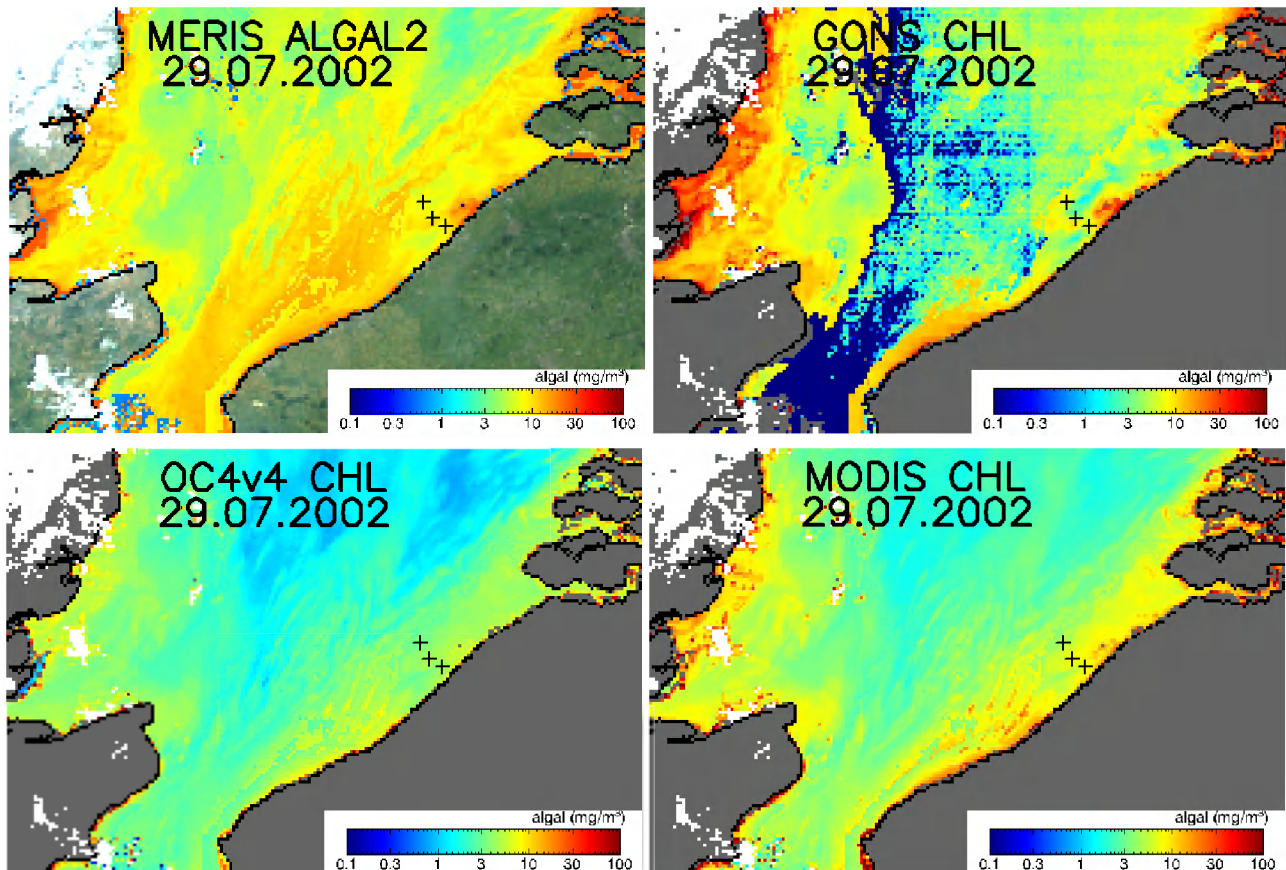 MERIS ALGAL2
29.07.2002
algal (mg/m³)
0.1 0.3 1 3 10 30 100
GONS CHL
29.07.2002
algal (mg/m³)
0.1 0.3 1 3 10 30 100
OC4v4 CHL
29.07.2002
algal (mg/m³)
0.1 0.3 1 3 10 30 100
MODIS CHL
29.07.2002
algal (mg/m³)
0.1 0.3 1 3 10 30 100